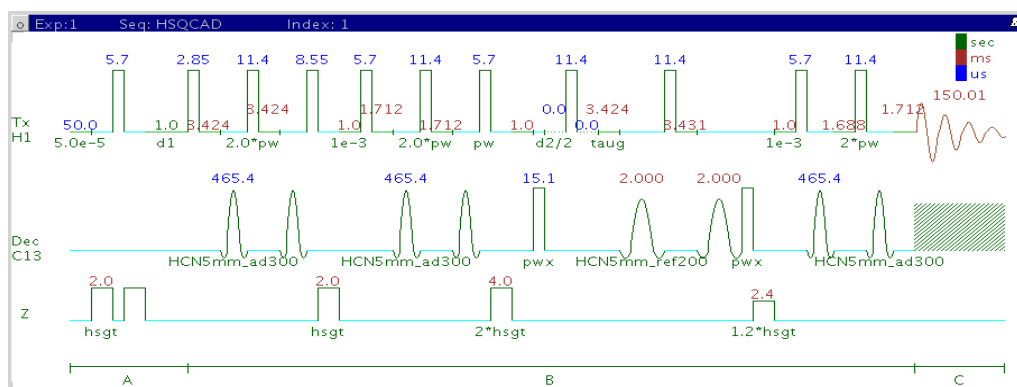 Exp:1 Seq: HSQCAD Index: 1
sec
ms
us
5.7 2.85 11.4 8.55 5.7 11.4 5.7 11.4 11.4 5.7 11.4
150.01
3.424 1.712 0.0 3.424 1.712
Tx 50.0 1.0 3.424 1.0 1.712 1.0 0.0 3.431 1.0 1.688
H1 5.0e-5 d1 2.0*pw 1e-3 2.0*pw pw d2/2 taug 1e-3 2*pw
465.4 465.4 15.1 2.000 2.000 465.4
Dec
C13
HCN5mm_ad300 HCN5mm_ad300 pwx HCN5mm_ref200 pwx HCN5mm_ad300
2.0 2.0 4.0 2.4
Z
hsgt hsgt 2*hsgt 1.2*hsgt
A B C